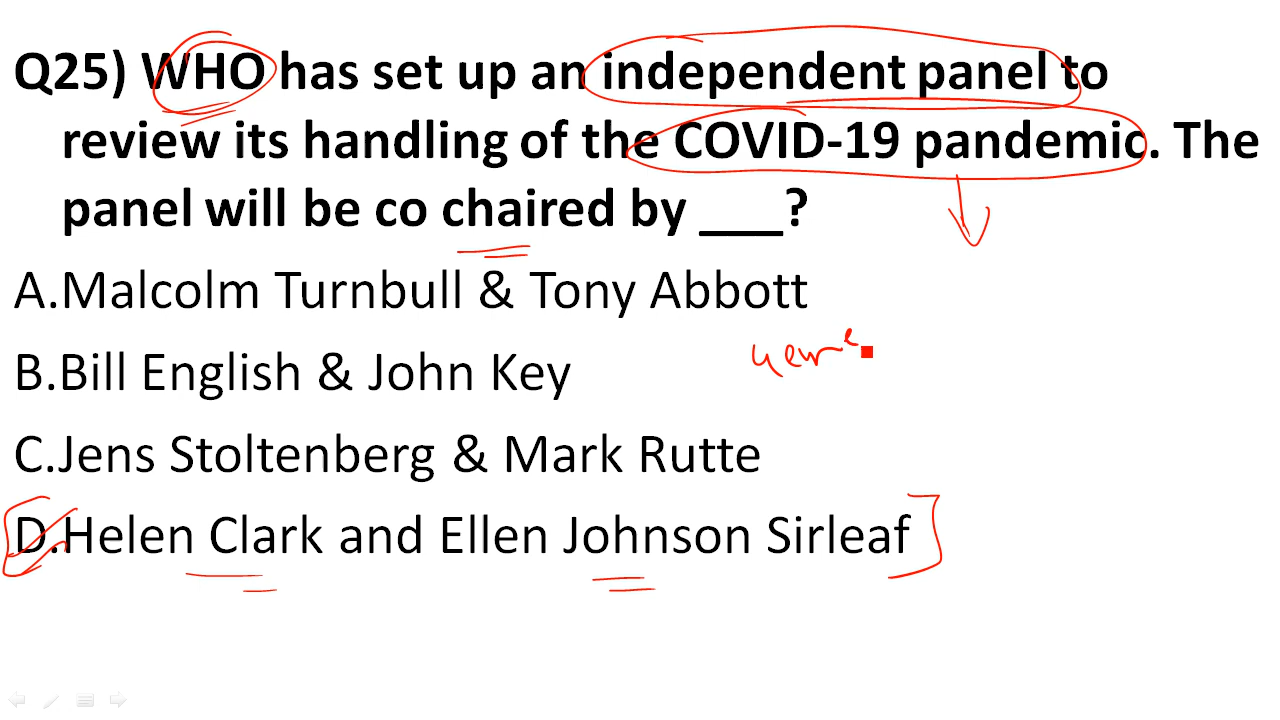 Q25) WHO has set up an independent panel to
review its handling of the COVID-19 pandemic. The
panel will be co chaired by ___?
A.Malcolm Turnbull & Tony Abbott
B.Bill English & John Key
C.Jens Stoltenberg & Mark Rutte
D.Helen Clark and Ellen Johnson Sirleaf